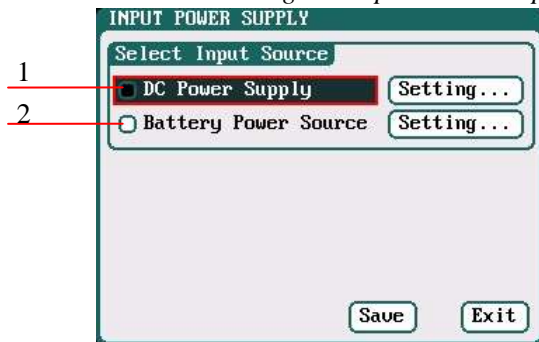 INPUT POWER SUPPLY
Select Input Source
1
DC Power Supply Setting...
2
Battery Power Source Setting...
Save Exit